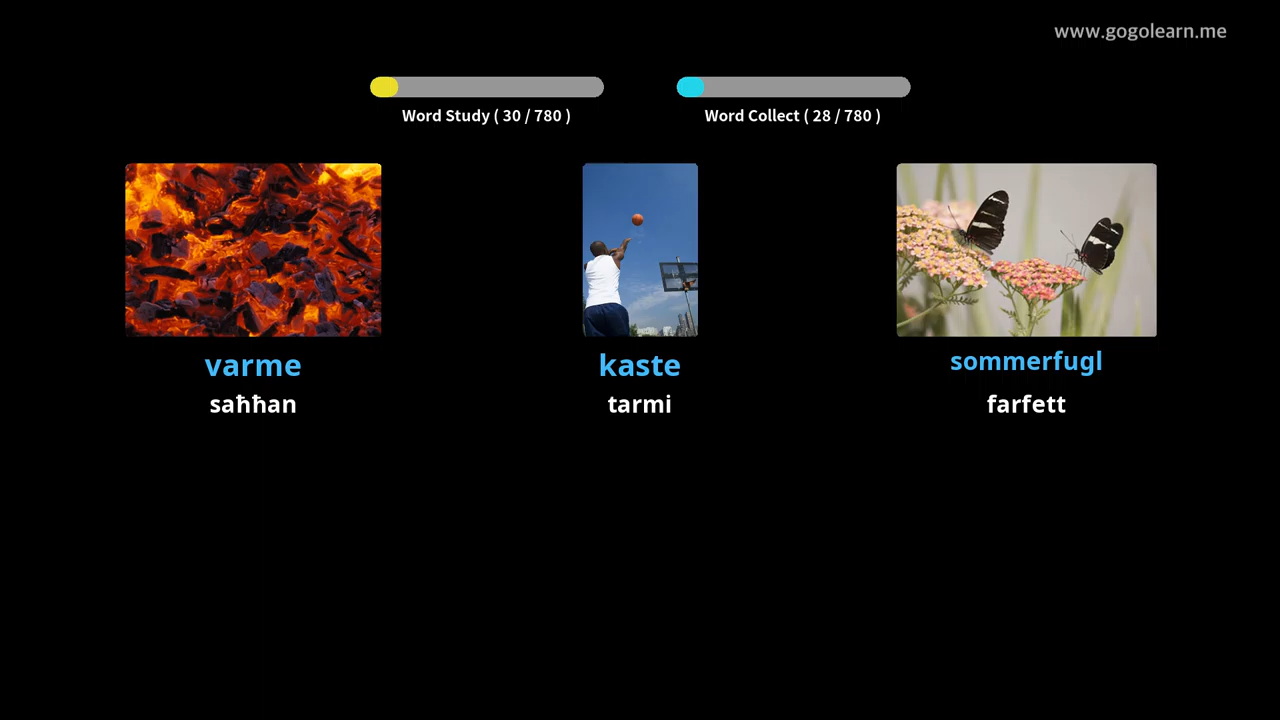 www.gogolearn.me
Word Study ( 30 / 780 )
Word Collect ( 28 / 780 )
varme
kaste
sommerfugl
saħħan
tarmi
farfett